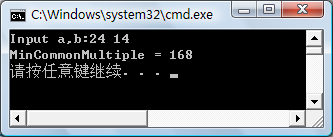 C:\Windows\system32\cmd.exe
Input a,b:24 14
MinCommonMultiple = 168
请按任意键继续. . .